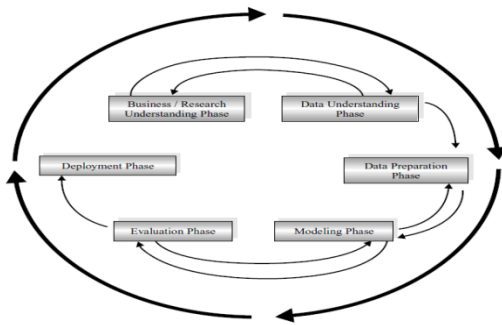 Business / Research
Understanding Phase
Data Understanding
Phase
Deployment Phase
Data Preparation
Phase
Evaluation Phase
Modeling Phase